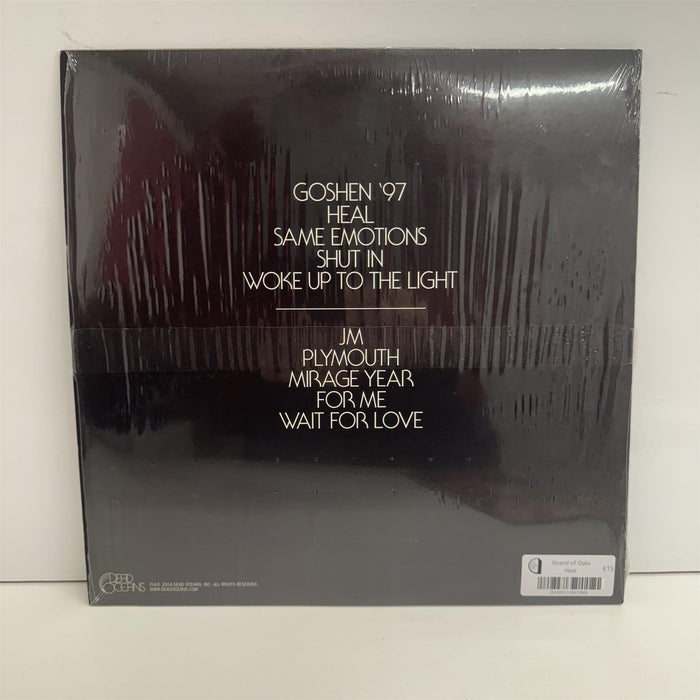 GOSHEN '97
HEAL
SAME EMOTIONS
SHUT IN
WOKE UP TO THE LIGHT
JM
PLYMOUTH
MIRAGE YEAR
FOR ME
WAIT FOR LOVE
DEAD
OCEANS
©&℗ 2014 DEAD OCEANS, INC. ALL RIGHTS RESERVED.
WWW.DEADOCEANS.COM
Strand of Oaks
Heal
£15